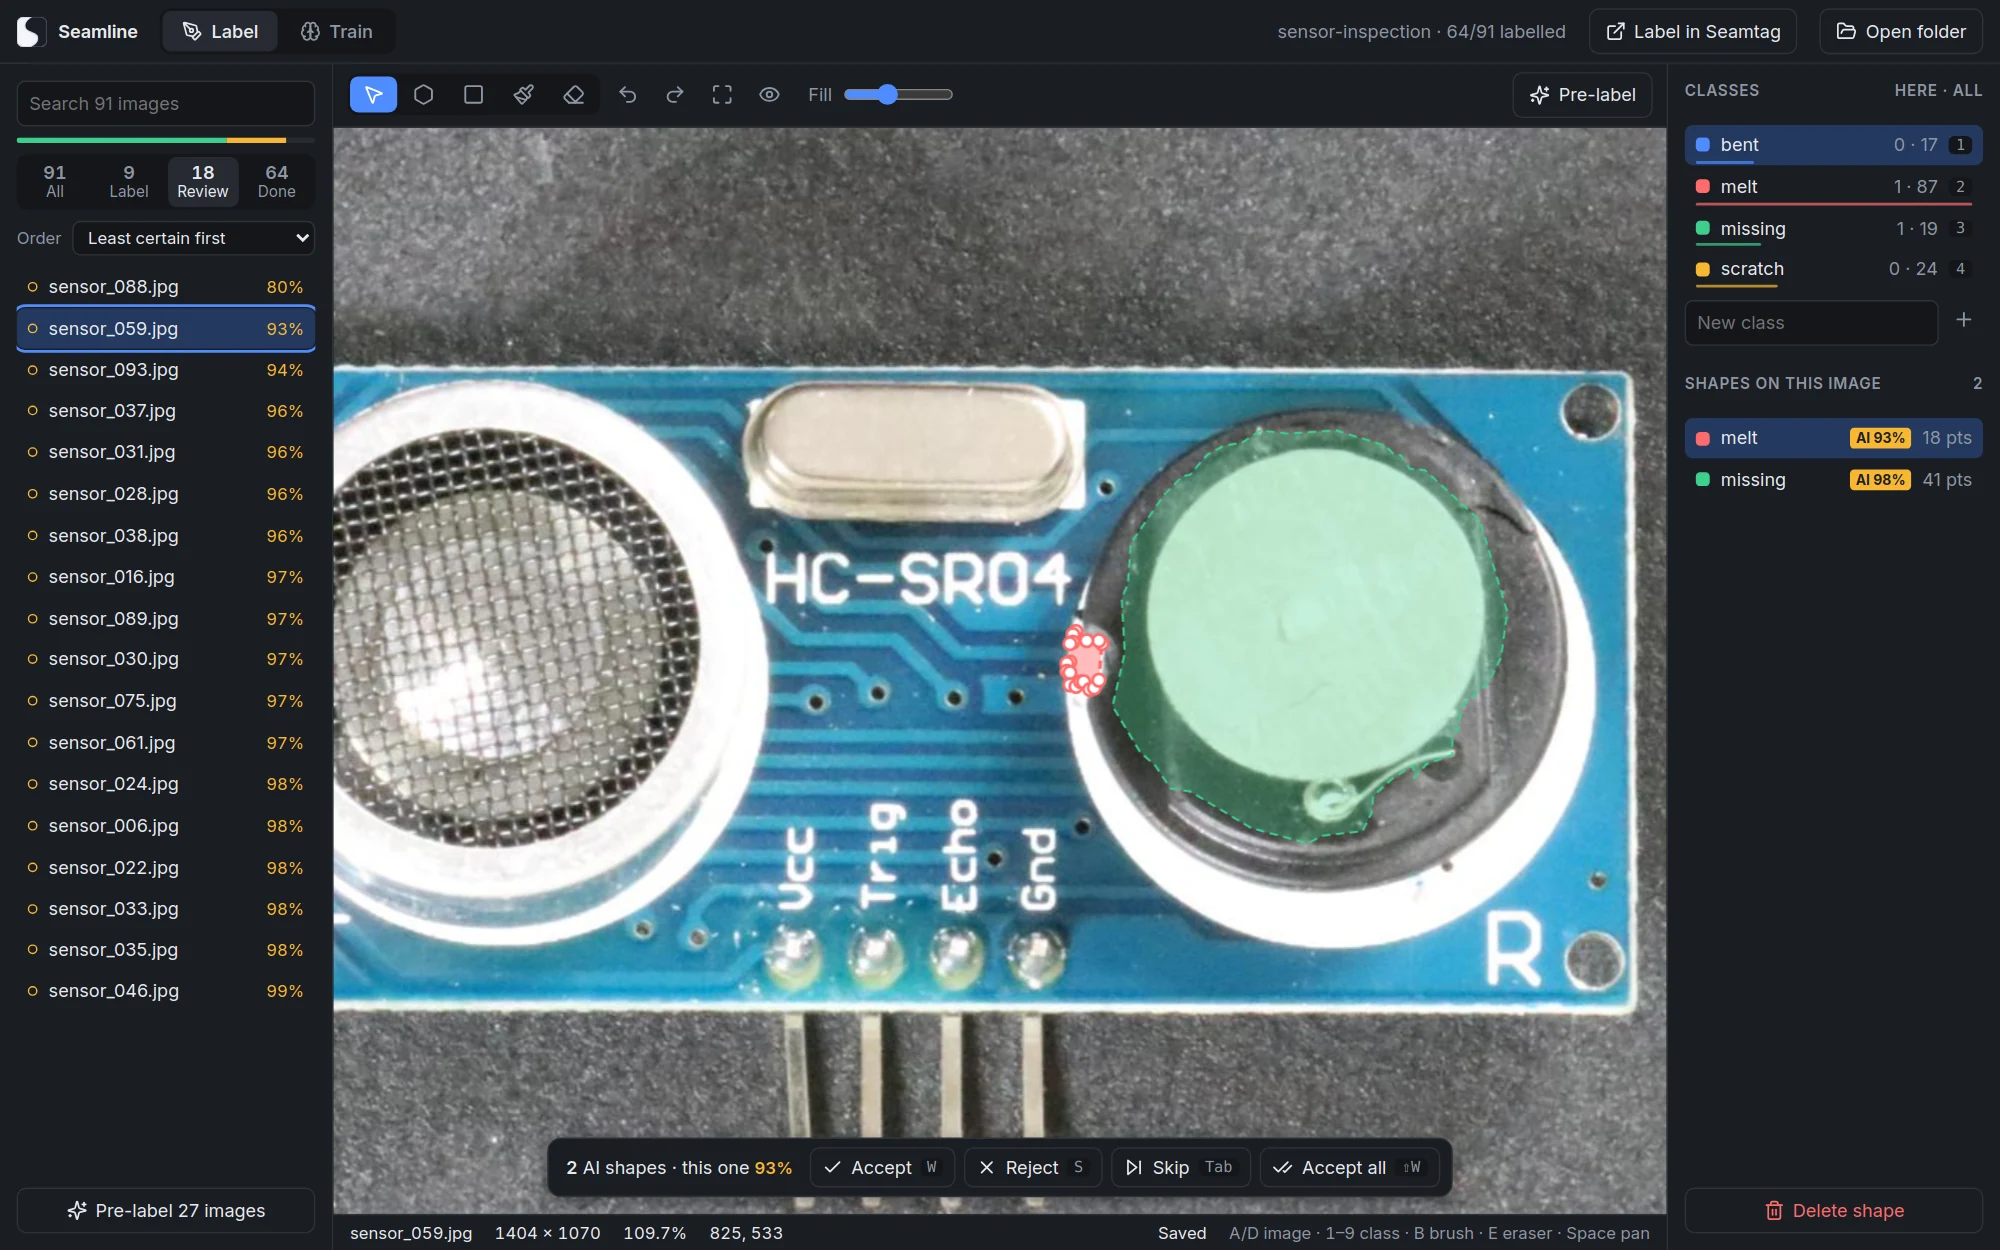 Seamline
Label
Train
sensor-inspection · 64/91 labelled
Label in Seamtag
Open folder
Search 91 images
91 All
9 Label
18 Review
64 Done
Order
Least certain first
sensor_088.jpg 80%
sensor_059.jpg 93%
sensor_093.jpg 94%
sensor_037.jpg 96%
sensor_031.jpg 96%
sensor_028.jpg 96%
sensor_038.jpg 96%
sensor_016.jpg 97%
sensor_089.jpg 97%
sensor_030.jpg 97%
sensor_075.jpg 97%
sensor_061.jpg 97%
sensor_024.jpg 98%
sensor_006.jpg 98%
sensor_022.jpg 98%
sensor_033.jpg 98%
sensor_035.jpg 98%
sensor_046.jpg 99%
Pre-label 27 images
Fill
Pre-label
HC-SR04
Vcc
Trig
Echo
Gnd
R
2 AI shapes · this one 93%
Accept W
Reject S
Skip Tab
Accept all ⇧W
sensor_059.jpg 1404 × 1070 109.7% 825, 533
Saved
A/D image · 1–9 class · B brush · E eraser · Space pan
CLASSES HERE · ALL
bent 0 · 17 1
melt 1 · 87 2
missing 1 · 19 3
scratch 0 · 24 4
New class
SHAPES ON THIS IMAGE 2
melt AI 93% 18 pts
missing AI 98% 41 pts
Delete shape